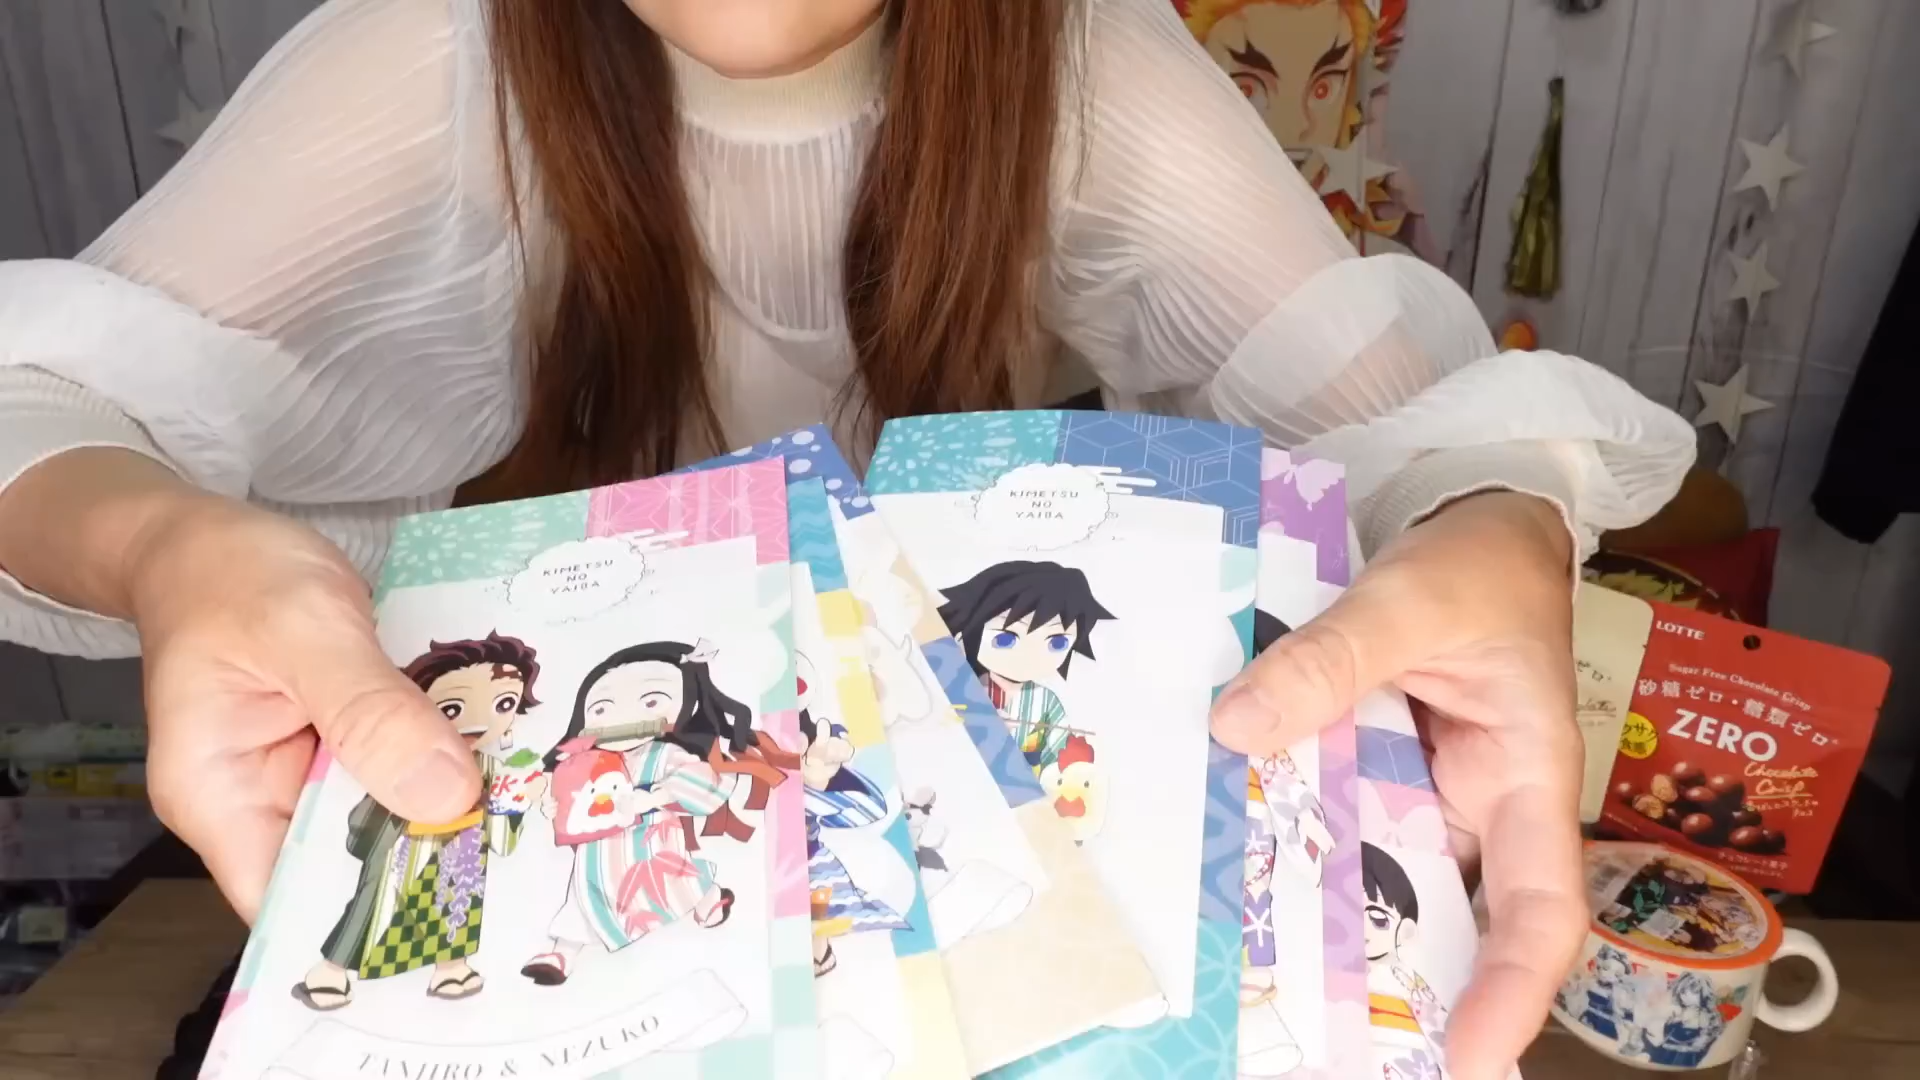 KIMETSU
NO
YAIBA
TANJIRO & NEZUKO
KIMETSU
NO
YAIBA
LOTTE
Sugar Free Chocolate Crisp
砂糖ゼロ・糖類ゼロ
ZERO
Chocolate
Crisp